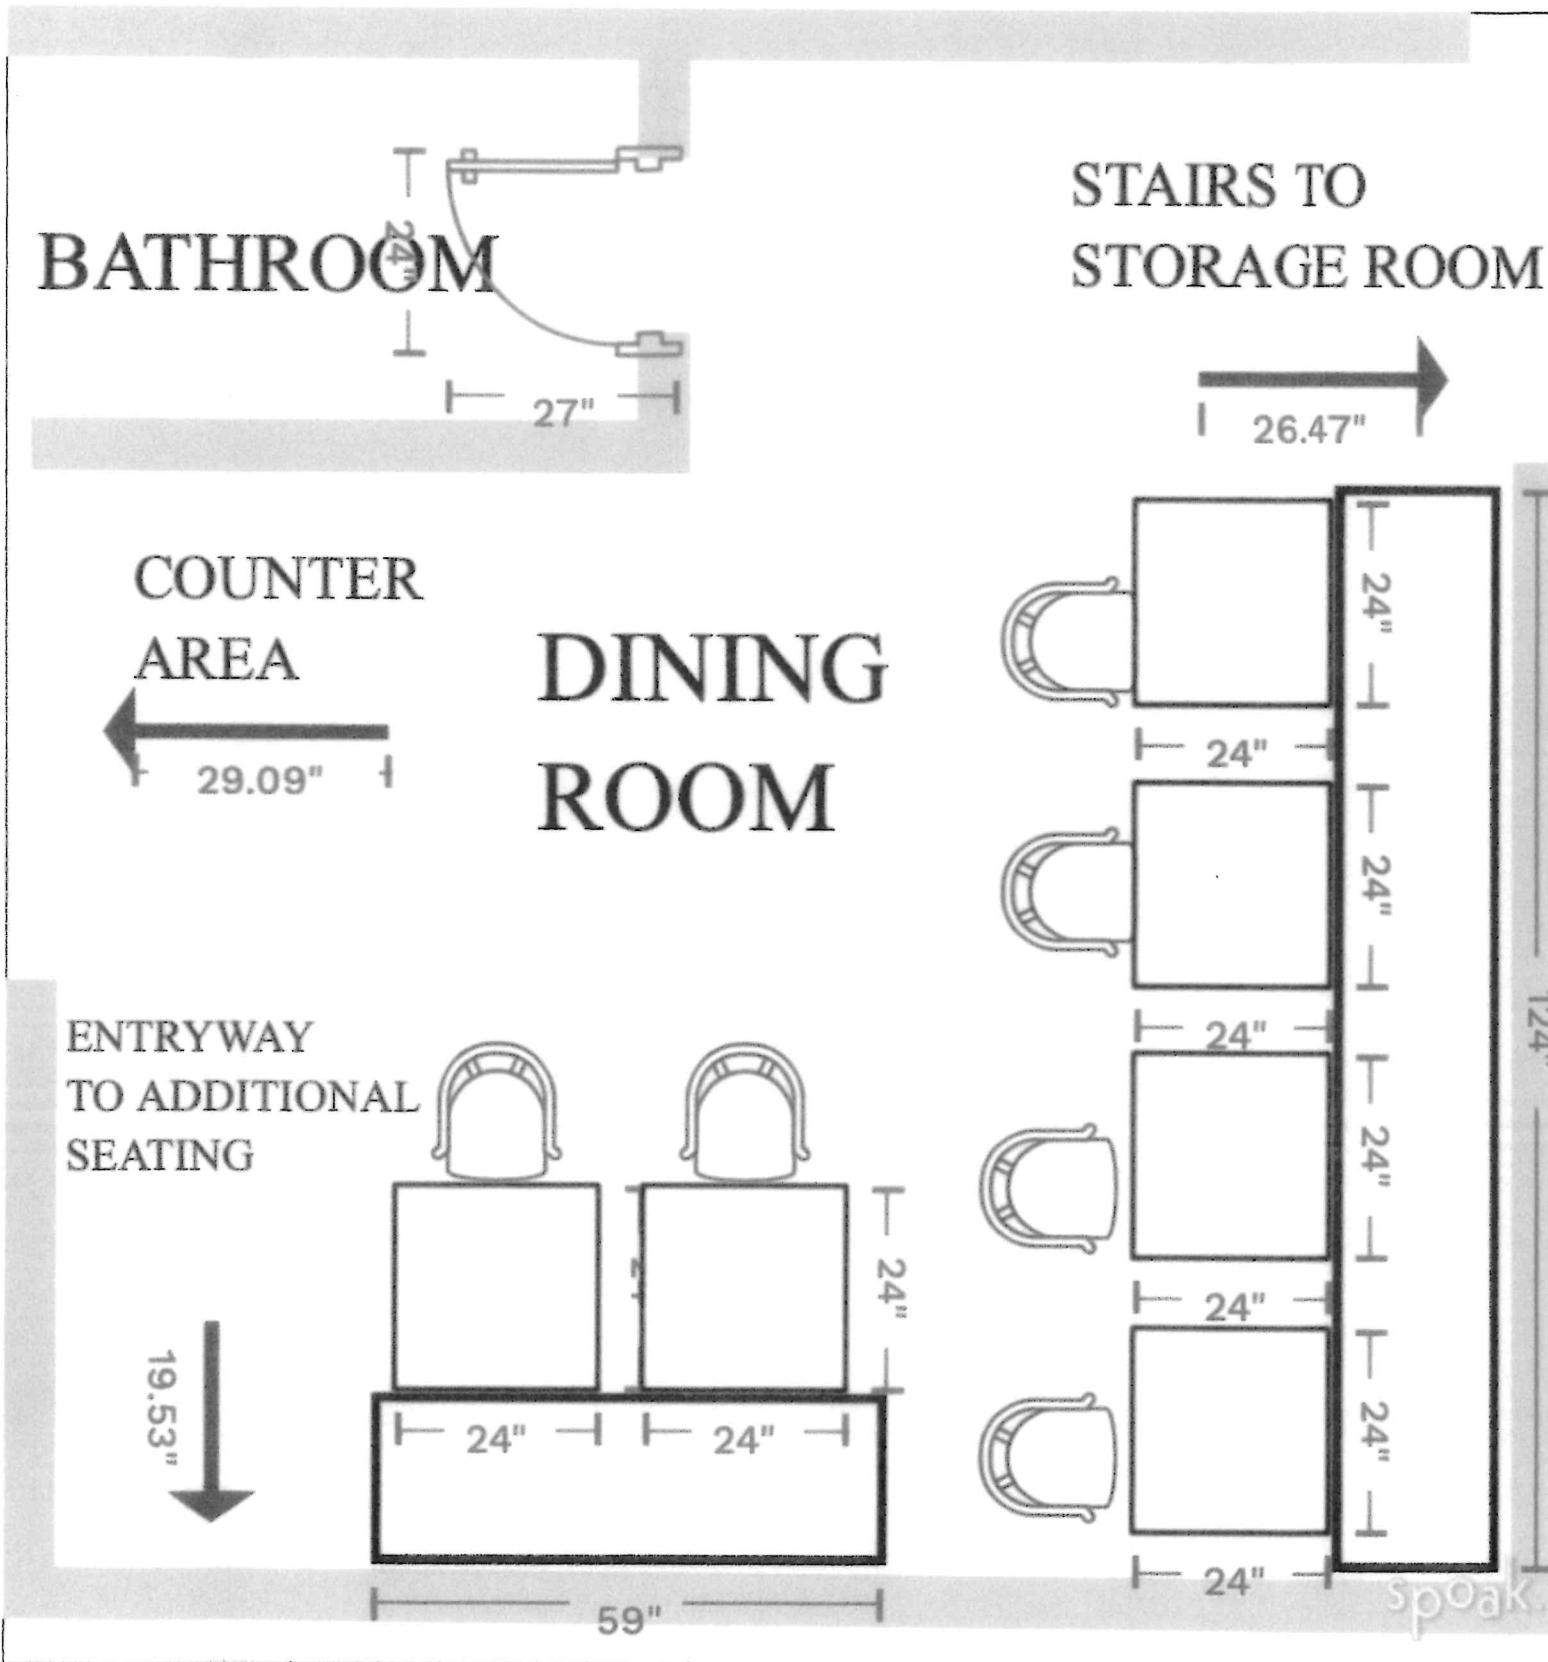 STAIRS TO
STORAGE ROOM
24"
BATHROOM
27"
26.47"
COUNTER
AREA
29.09"
DINING
ROOM
24"
24"
24"
24"
ENTRYWAY
TO ADDITIONAL
SEATING
124"
24"
24"
24"
24"
19.53"
24"
24"
24"
59"
spoak.